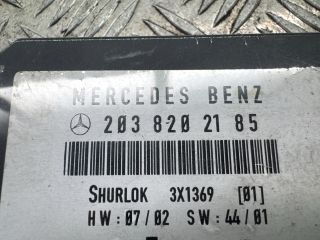 MERCEDES BENZ
203 820 21 85
SHURLOK 3X1369 [01]
HW: 07/02 SW: 44/01